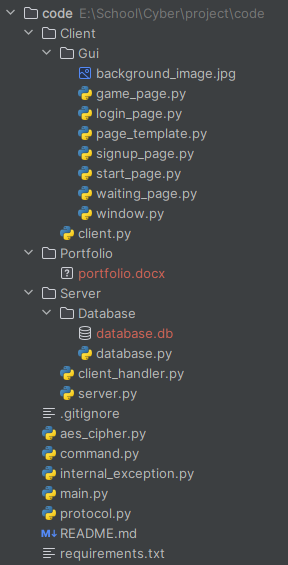 code E:\School\Cyber\project\code
Client
Gui
background_image.jpg
game_page.py
login_page.py
page_template.py
signup_page.py
start_page.py
waiting_page.py
window.py
client.py
Portfolio
portfolio.docx
Server
Database
database.db
database.py
client_handler.py
server.py
.gitignore
aes_cipher.py
command.py
internal_exception.py
main.py
protocol.py
README.md
requirements.txt